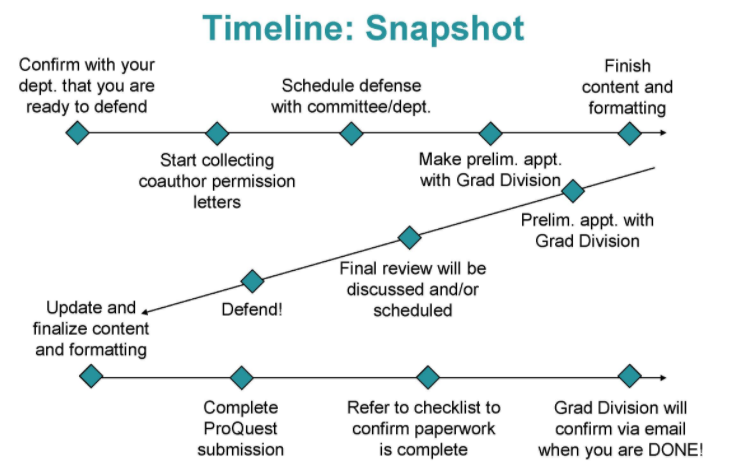 Timeline: Snapshot
Confirm with your
dept. that you are
ready to defend
Start collecting
coauthor permission
letters
Schedule defense
with committee/dept.
Make prelim. appt.
with Grad Division
Finish
content and
formatting
Prelim. appt. with
Grad Division
Final review will be
discussed and/or
scheduled
Defend!
Update and
finalize content
and formatting
Complete
ProQuest
submission
Refer to checklist to
confirm paperwork
is complete
Grad Division will
confirm via email
when you are DONE!